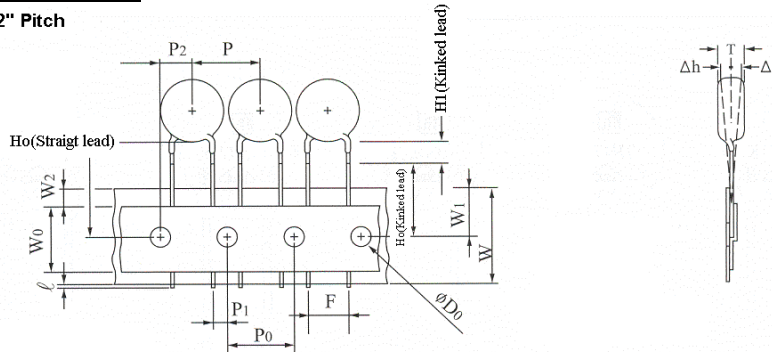 2" Pitch
P2
P
H1(Kinked lead)
T
Δh
Δ
Ho(Straigt lead)
W2
W0
Ho(Kinked lead)
W1
W
ℓ
P1
F
øD0
P0